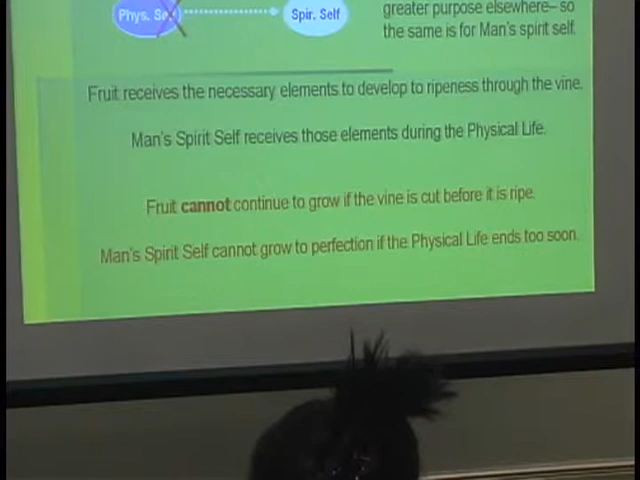 Phys. Self
Spir. Self
greater purpose elsewhere– so
the same is for Man's spirit self.
Fruit receives the necessary elements to develop to ripeness through the vine.
Man's Spirit Self receives those elements during the Physical Life.
Fruit cannot continue to grow if the vine is cut before it is ripe.
Man's Spirit Self cannot grow to perfection if the Physical Life ends too soon.